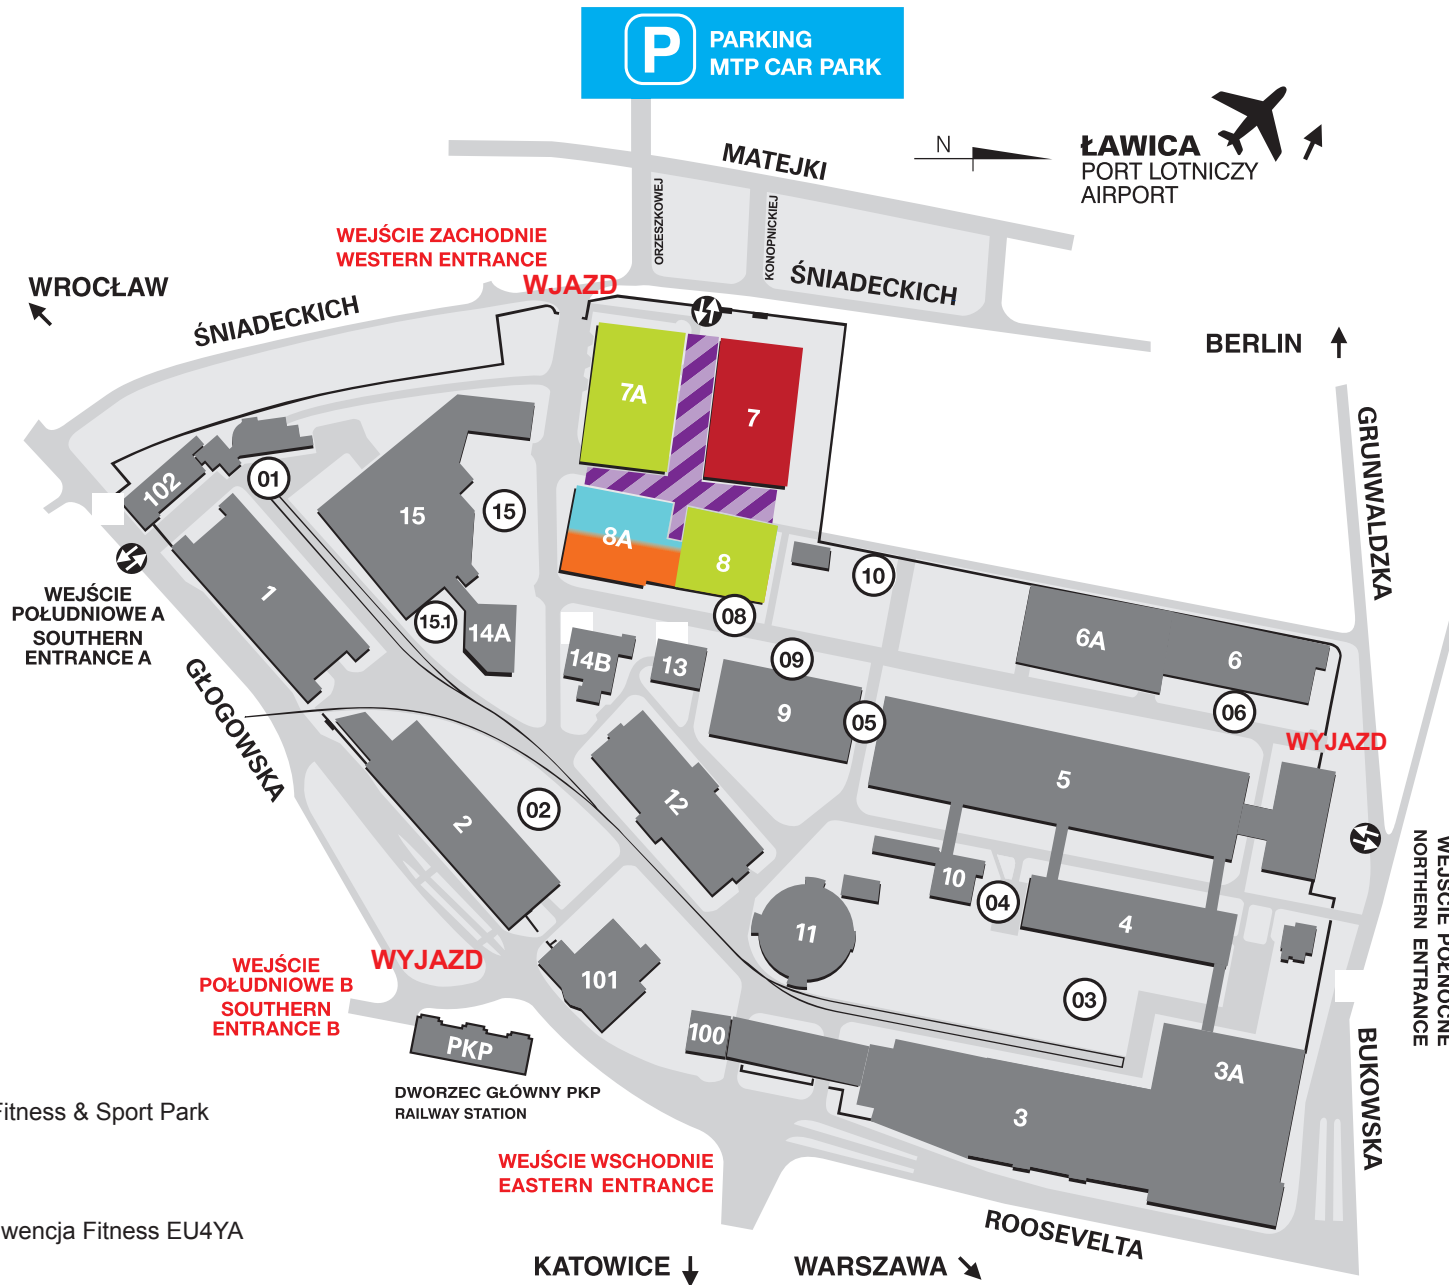 P
PARKING
MTP CAR PARK
MATEJKI
N
ŁAWICA
PORT LOTNICZY
AIRPORT
ORZESZKOWEJ
KONOPNICKIEJ
WEJŚCIE ZACHODNIE
WESTERN ENTRANCE
WJAZD
ŚNIADECKICH
WROCŁAW
ŚNIADECKICH
BERLIN
7A
7
GRUNWALDZKA
102
01
15
15
8A
8
10
1
WEJŚCIE
POŁUDNIOWE A
SOUTHERN
ENTRANCE A
15.1
14A
08
14B
13
09
6A
6
GŁOGOWSKA
9
05
06
WYJAZD
2
02
12
5
WEJŚCIE PÓŁNOCNE
NORTHERN ENTRANCE
10
04
4
11
WYJAZD
WEJŚCIE
POŁUDNIOWE B
SOUTHERN
ENTRANCE B
101
03
100
PKP
3A
BUKOWSKA
DWORZEC GŁÓWNY PKP
RAILWAY STATION
3
Fitness & Sport Park
WEJŚCIE WSCHODNIE
EASTERN ENTRANCE
wencja Fitness EU4YA
ROOSEVELTA
KATOWICE
WARSZAWA